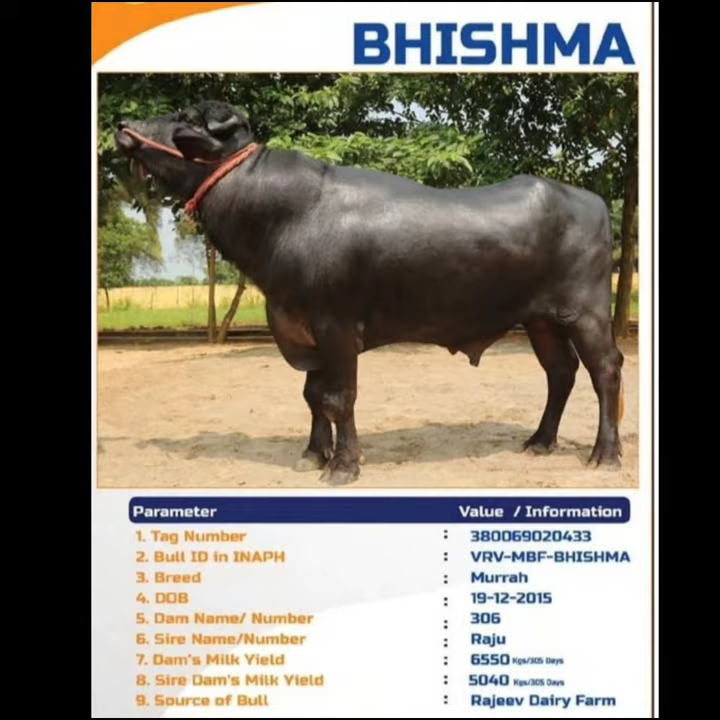 BHISHMA
Parameter Value / Information
1. Tag Number : 380069020433
2. Bull ID in INAPH : VRV-MBF-BHISHMA
3. Breed : Murrah
4. DOB : 19-12-2015
5. Dam Name/ Number : 306
6. Sire Name/Number : Raju
7. Dam's Milk Yield : 6550 Kgs/305 Days
8. Sire Dam's Milk Yield : 5040 Kgs/305 Days
9. Source of Bull : Rajeev Dairy Farm